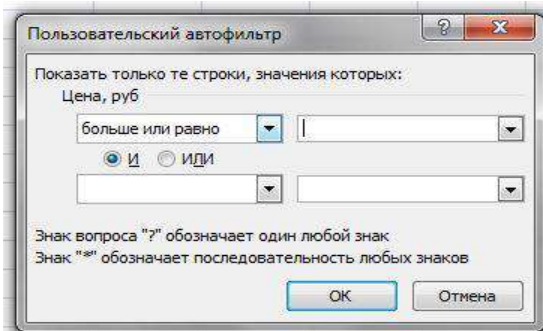 Пользовательский автофильтр
Показать только те строки, значения которых:
Цена, руб
больше или равно
И ИЛИ
Знак вопроса "?" обозначает один любой знак
Знак "*" обозначает последовательность любых знаков
ОК Отмена